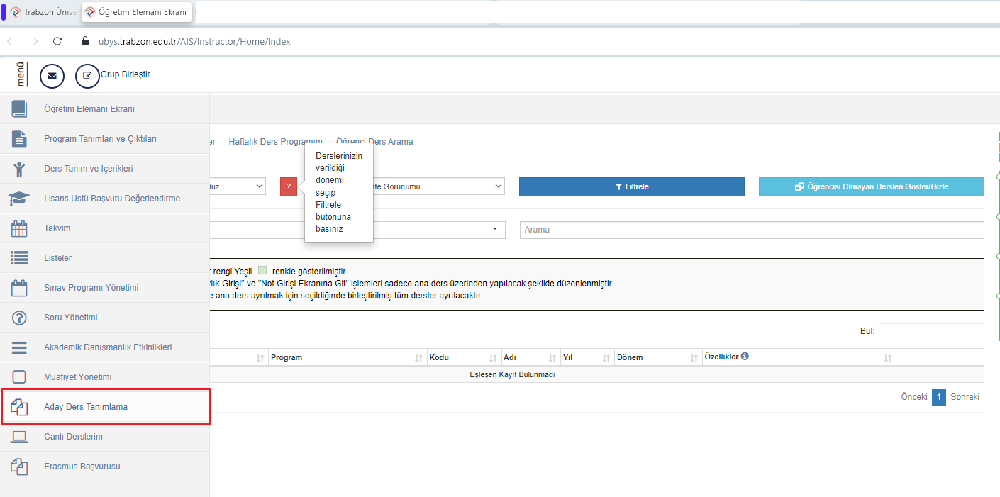 Trabzon Ünive
Öğretim Elemanı Ekranı
ubys.trabzon.edu.tr/AIS/Instructor/Home/Index
menü
Grup Birleştir
Öğretim Elemanı Ekranı
Program Tanımları ve Çıktıları
Ders Tanım ve İçerikleri
Lisans Üstü Başvuru Değerlendirme
Takvim
Listeler
Sınav Programı Yönetimi
Soru Yönetimi
Akademik Danışmanlık Etkinlikleri
Muafiyet Yönetimi
Aday Ders Tanımlama
Canlı Derslerim
Erasmus Başvurusu
er Haftalık Ders Programım Öğrenci Ders Arama
Derslerinizin
verildiği
dönemi
seçip
Filtrele
butonuna
basınız
Güz ? ste Görünümü Filtrele Öğrencisi Olmayan Dersleri Göster/Gizle
Arama
r rengi Yeşil renkle gösterilmiştir.
zlık Girişi" ve "Not Girişi Ekranına Git" işlemleri sadece ana ders üzerinden yapılacak şekilde düzenlenmiştir.
e ana ders ayrılmak için seçildiğinde birleştirilmiş tüm dersler ayrılacaktır.
Bul:
Program Kodu Adı Yıl Dönem Özellikler
Eşleşen Kayıt Bulunmadı
Önceki 1 Sonraki